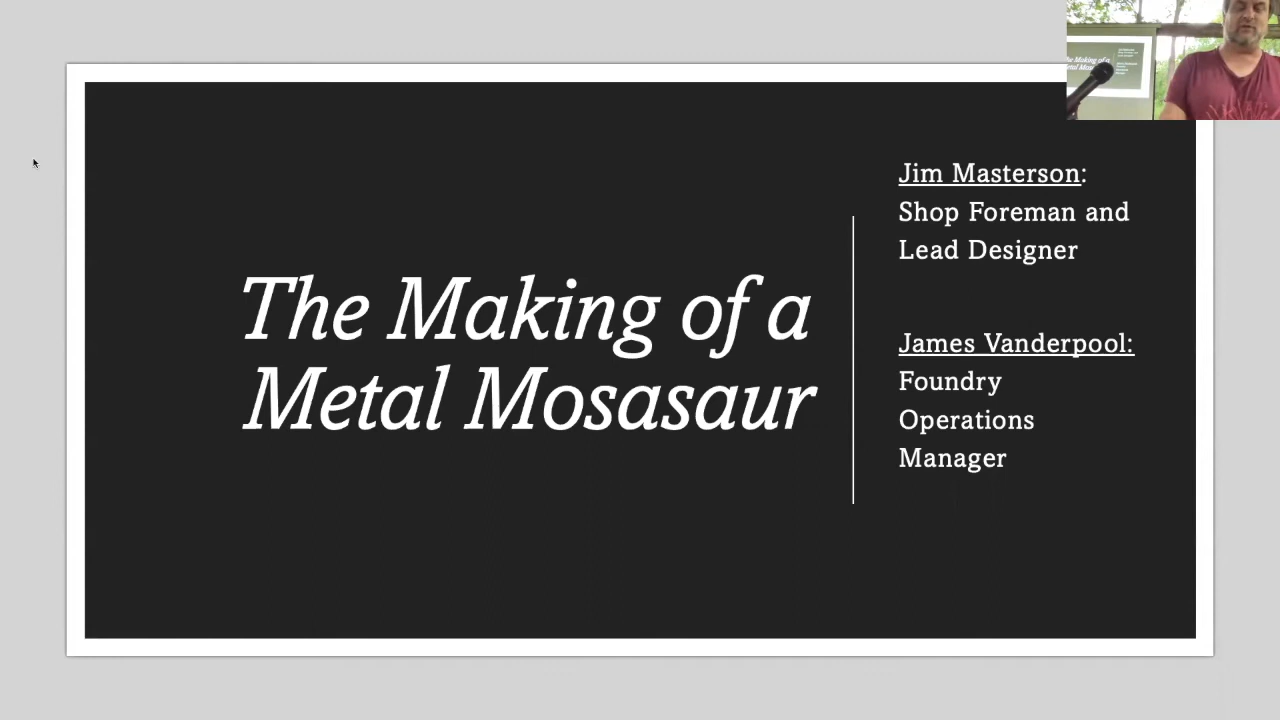 The Making of a
Metal Mosasaur
Jim Masterson:
Shop Foreman and
Lead Designer
James Vanderpool:
Foundry
Operations
Manager